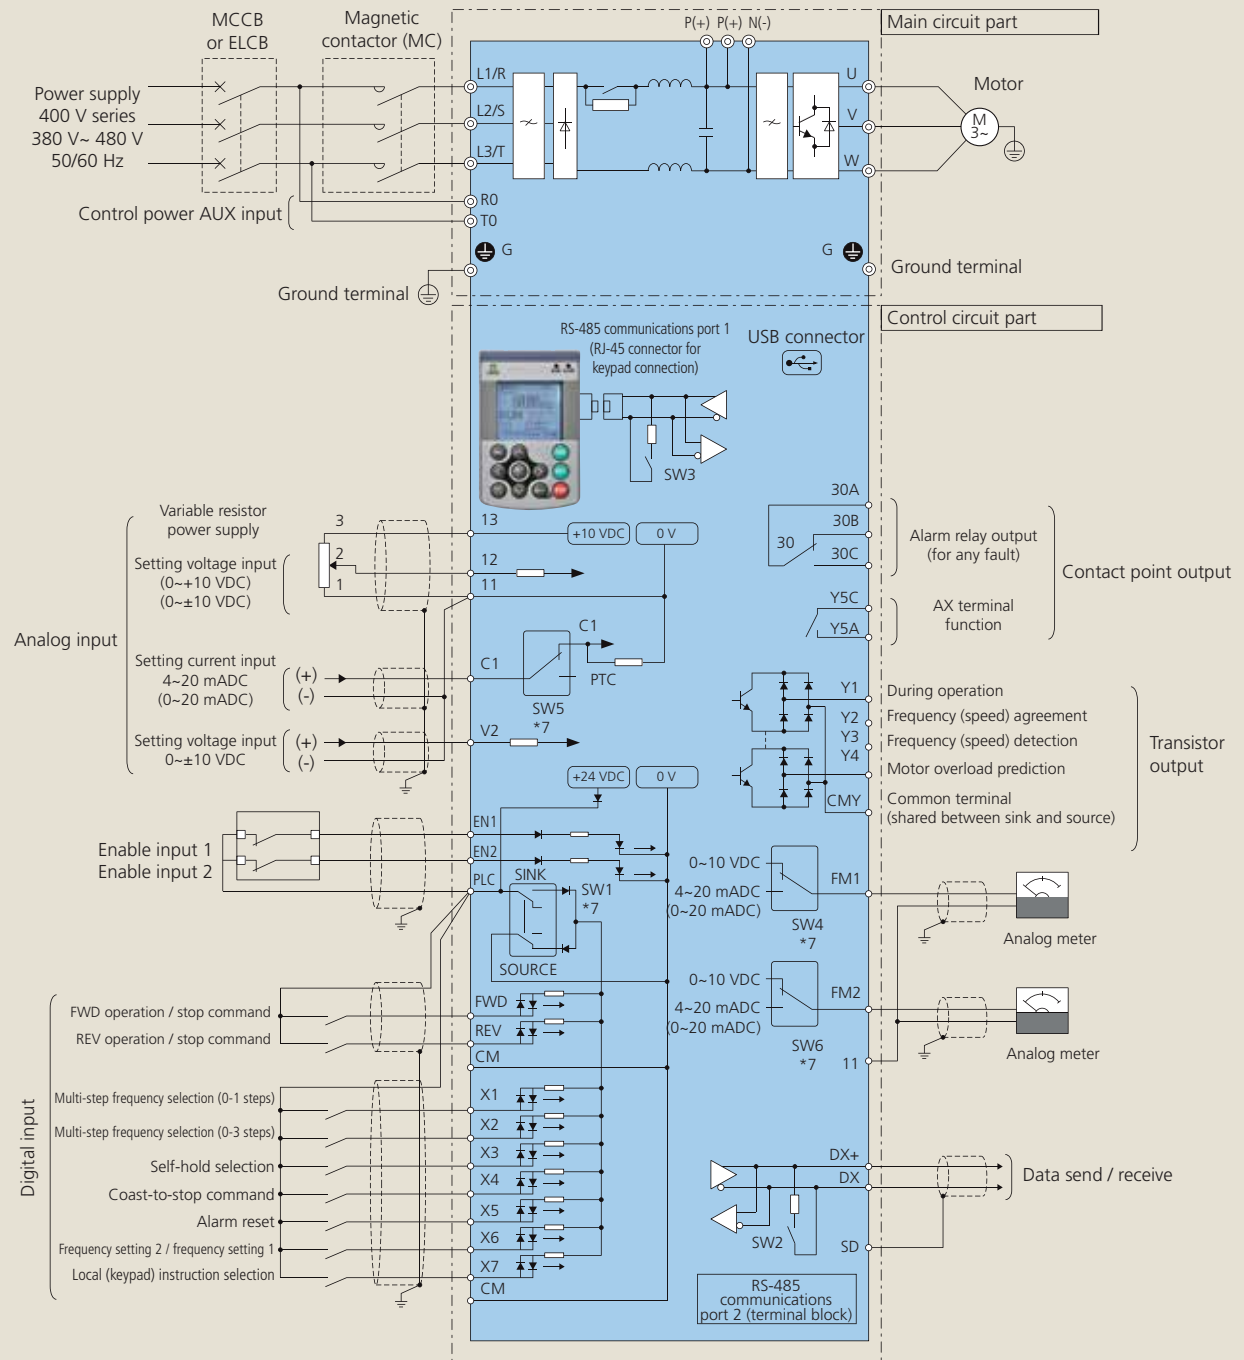 MCCB
or ELCB
Magnetic
contactor (MC)
P(+) P(+) N(-)
Main circuit part
Power supply
400 V series
380 V~ 480 V
50/60 Hz
L1/R
L2/S
L3/T
U
V
W
Motor
M
3~
Control power AUX input
R0
T0
G
G
Ground terminal
Ground terminal
Control circuit part
RS-485 communications port 1
(RJ-45 connector for
keypad connection)
USB connector
SW3
Analog input
Variable resistor
power supply
Setting voltage input
(0~+10 VDC)
(0~±10 VDC)
3
2
1
13
12
11
+10 VDC
0 V
Setting current input
4~20 mADC
(0~20 mADC)
(+)
(-)
C1
C1
PTC
SW5
*7
Setting voltage input
0~±10 VDC
(+)
(-)
V2
+24 VDC
0 V
30A
30B
30C
30
Alarm relay output
(for any fault)
Contact point output
Y5C
Y5A
AX terminal
function
Y1
Y2
Y3
Y4
CMY
During operation
Frequency (speed) agreement
Frequency (speed) detection
Motor overload prediction
Common terminal
(shared between sink and source)
Transistor
output
Enable input 1
Enable input 2
EN1
EN2
PLC
SINK
SW1
*7
SOURCE
0~10 VDC
4~20 mADC
(0~20 mADC)
SW4
*7
FM1
Analog meter
0~10 VDC
4~20 mADC
(0~20 mADC)
SW6
*7
FM2
11
Analog meter
Digital input
FWD operation / stop command
REV operation / stop command
FWD
REV
CM
Multi-step frequency selection (0-1 steps)
Multi-step frequency selection (0-3 steps)
Self-hold selection
Coast-to-stop command
Alarm reset
Frequency setting 2 / frequency setting 1
Local (keypad) instruction selection
X1
X2
X3
X4
X5
X6
X7
CM
DX+
DX
SD
SW2
Data send / receive
RS-485
communications
port 2 (terminal block)